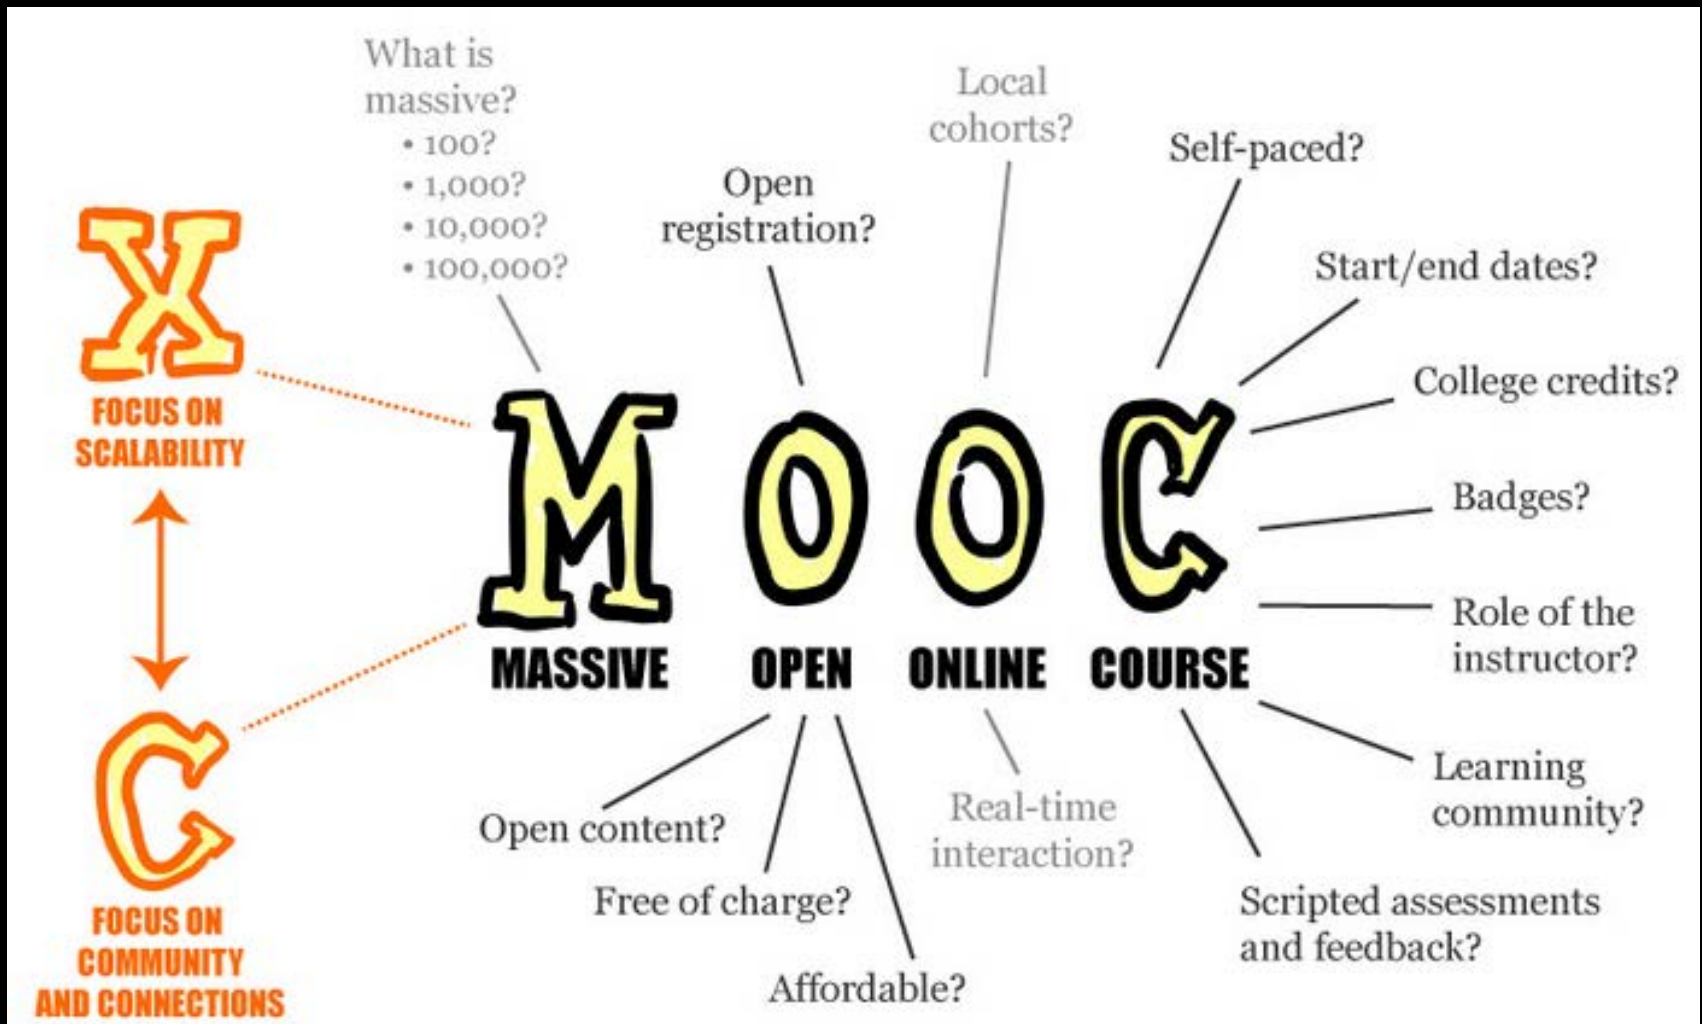 What is
massive?
• 100?
• 1,000?
• 10,000?
• 100,000?
Open
registration?
Local
cohorts?
Self-paced?
Start/end dates?
College credits?
Badges?
Role of the
instructor?
Learning
community?
Scripted assessments
and feedback?
X
FOCUS ON
SCALABILITY
C
FOCUS ON
COMMUNITY
AND CONNECTIONS
MOOC
MASSIVE OPEN ONLINE COURSE
Open content?
Free of charge?
Affordable?
Real-time
interaction?